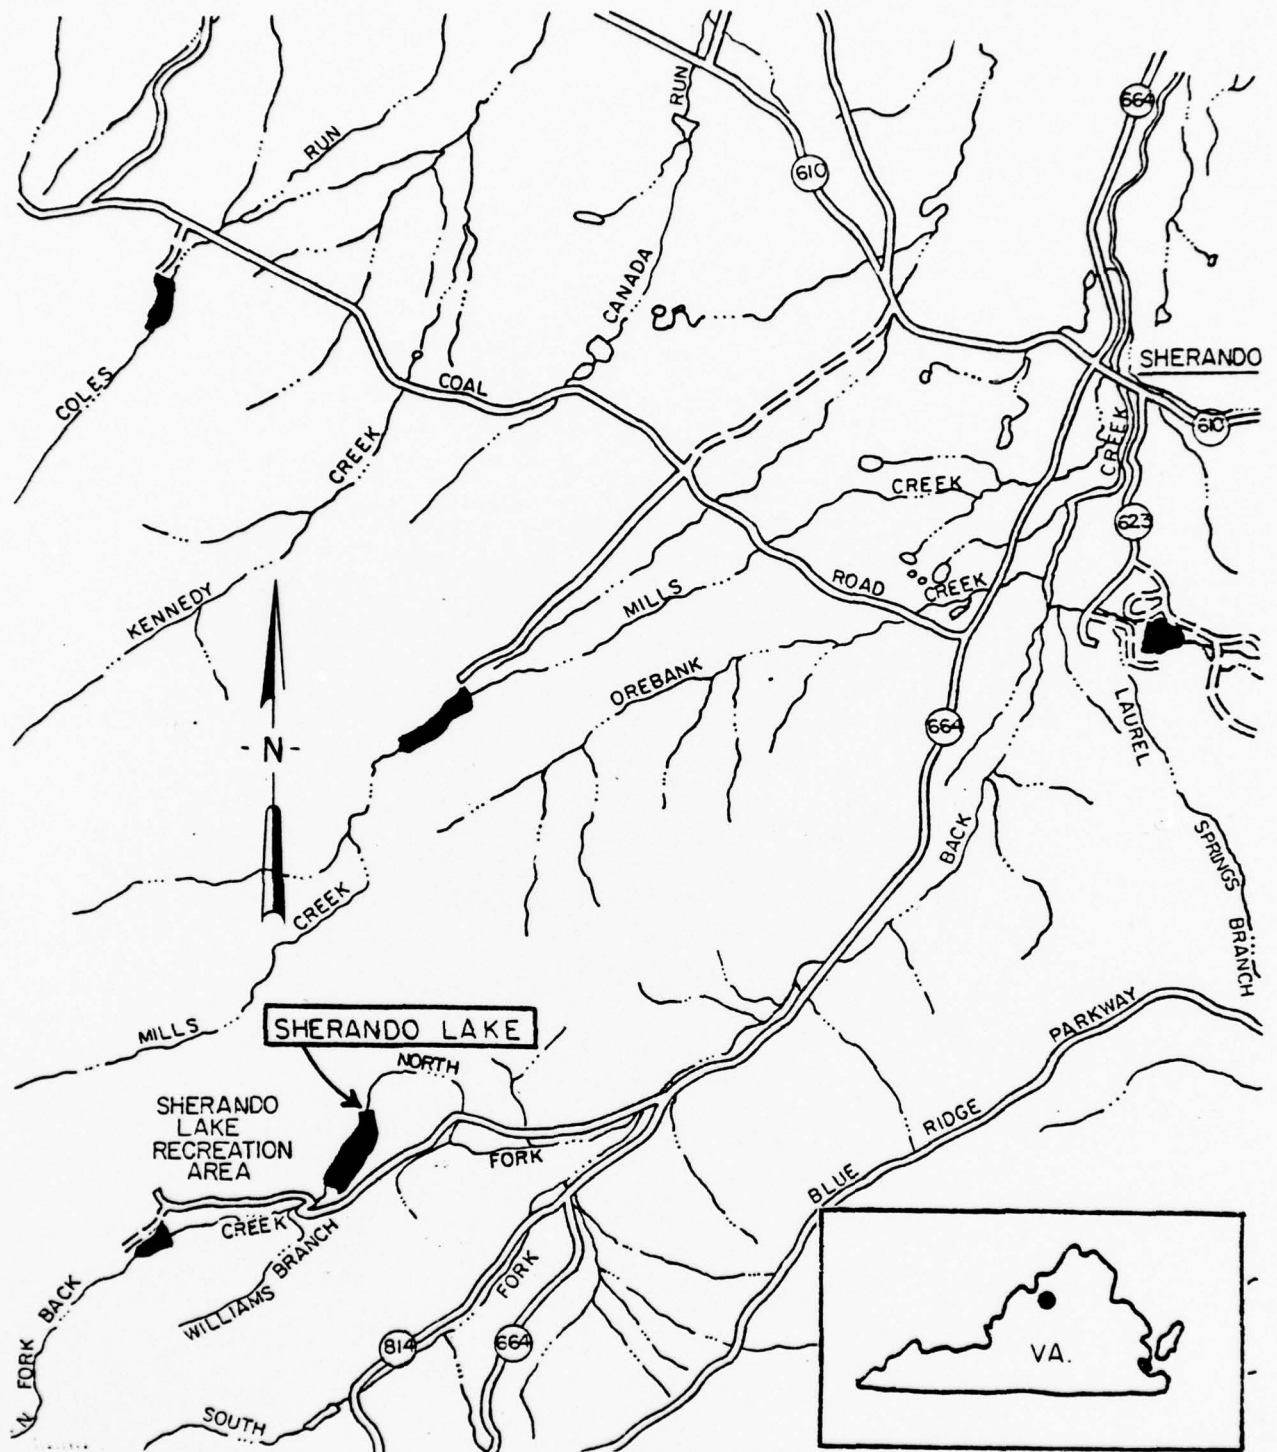 RUN
RUN
664
610
CANADA
SHERANDO
COAL
COLES
610
CREEK
CREEK
CREEK
623
ROAD
CREEK
MILLS
KENNEDY
OREBANK
LAUREL
664
- N -
BACK
SPRINGS
CREEK
BRANCH
PARKWAY
MILLS
SHERANDO LAKE
NORTH
SHERANDO
LAKE
RECREATION
AREA
RIDGE
FORK
BLUE
CREEK
BRANCH
FORK
BACK
WILLIAMS
814
664
VA.
FORK
N
SOUTH